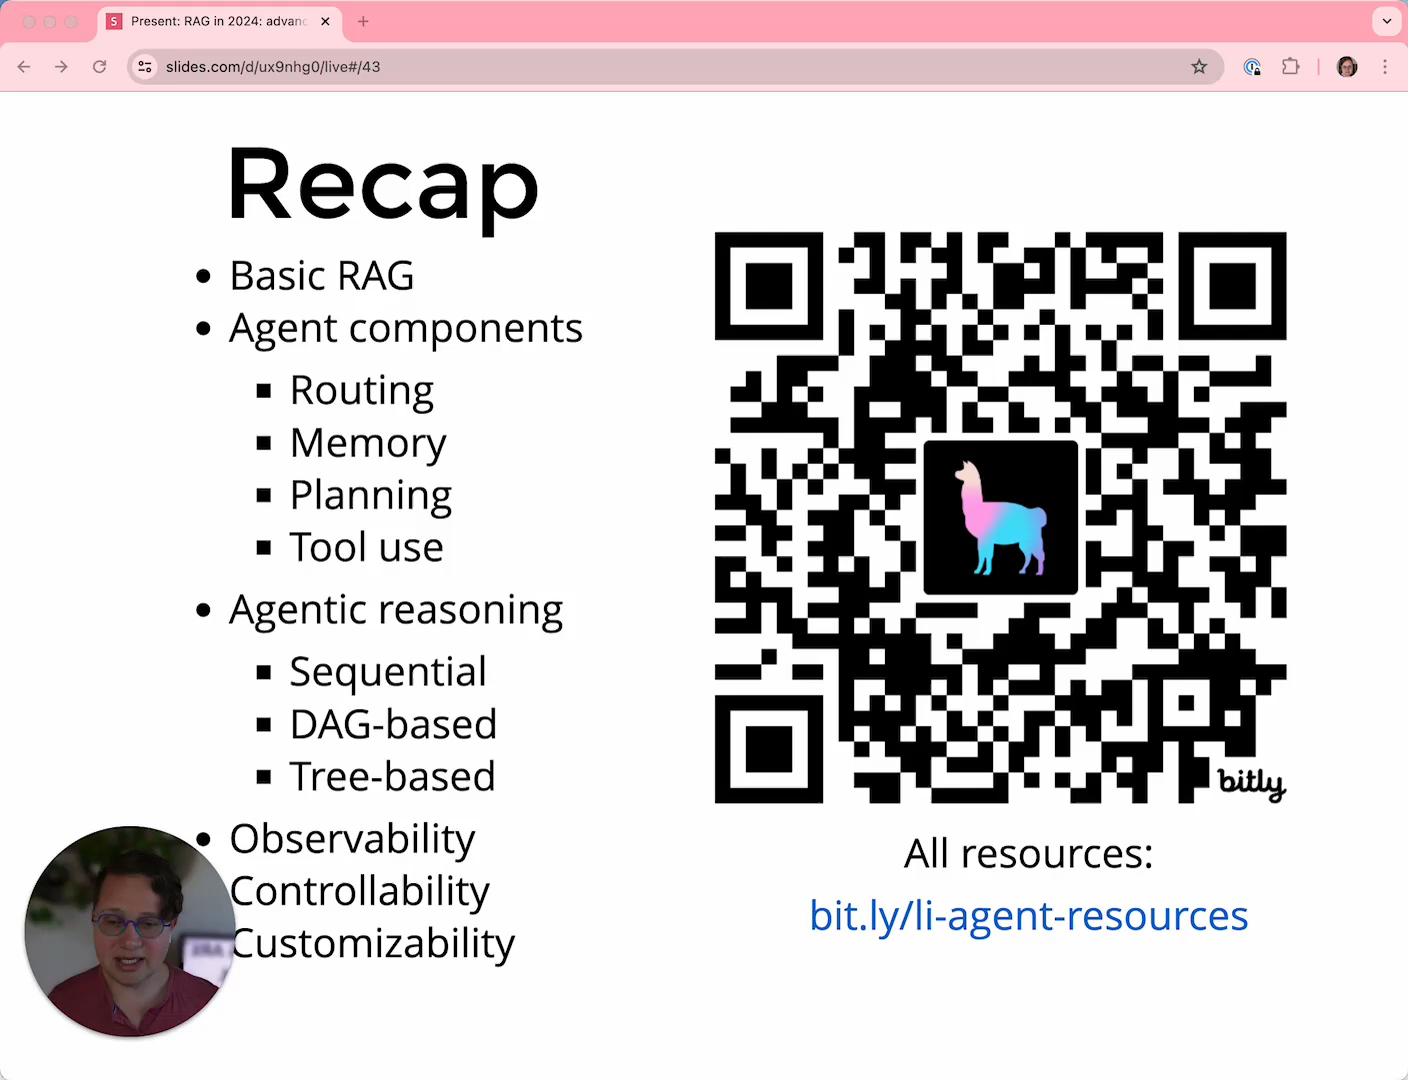 Present: RAG in 2024: advanc
slides.com/d/ux9nhg0/live#/43
Recap
Basic RAG
Agent components
Routing
Memory
Planning
Tool use
Agentic reasoning
Sequential
DAG-based
Tree-based
Observability
Controllability
Customizability
bitly
All resources:
bit.ly/li-agent-resources